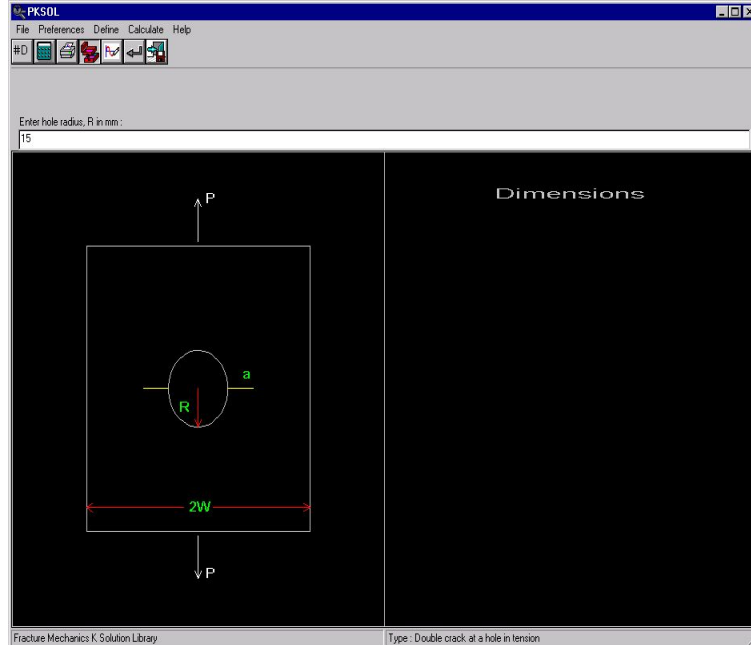 PKSOL
File Preferences Define Calculate Help
#D
Enter hole radius, R in mm :
15
P
Dimensions
a
R
2W
P
Fracture Mechanics K Solution Library
Type : Double crack at a hole in tension